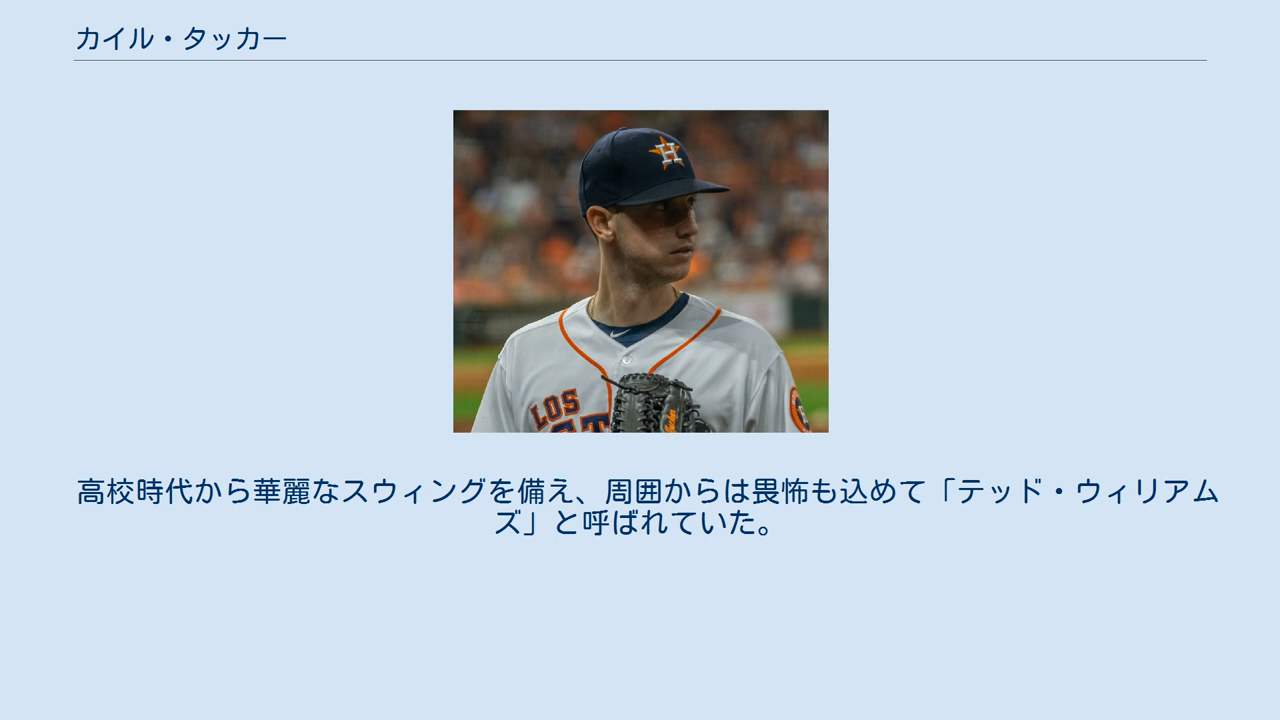 カイル・タッカー
H
LOS
高校時代から華麗なスウィングを備え、周囲からは畏怖も込めて「テッド・ウィリアム
ズ」と呼ばれていた。